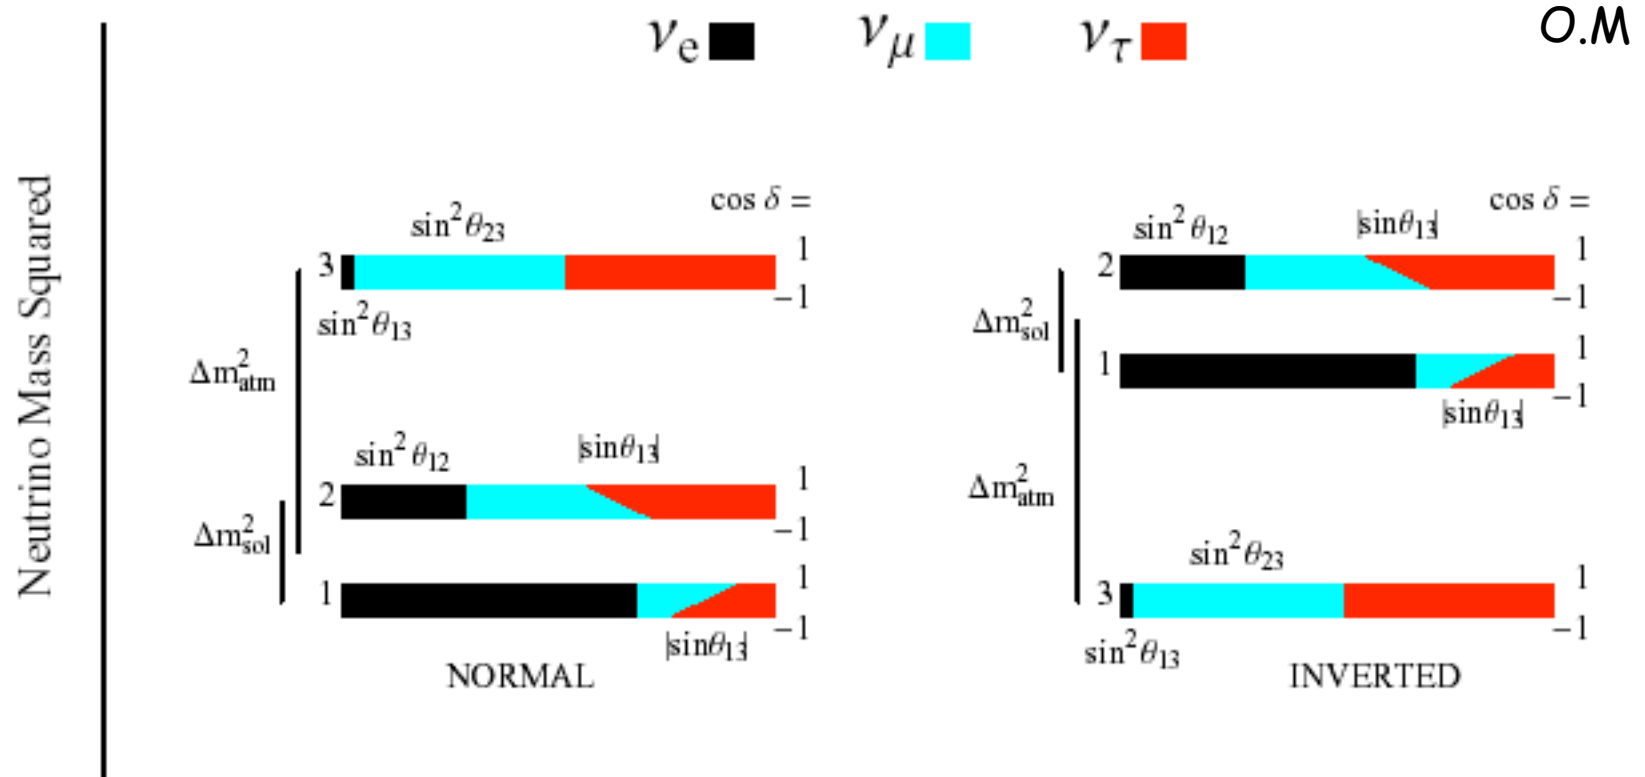 νe νμ ντ
O.M
Neutrino Mass Squared
cos δ =
sin²θ₂₃
3
1
−1
sin²θ₁₃
Δm²atm
sin²θ₁₂
|sinθ₁₃|
2
1
−1
Δm²sol
1
1
−1
|sinθ₁₃|
NORMAL
cos δ =
sin²θ₁₂
|sinθ₁₃|
2
1
−1
Δm²sol
1
1
−1
|sinθ₁₃|
Δm²atm
sin²θ₂₃
3
1
−1
sin²θ₁₃
INVERTED